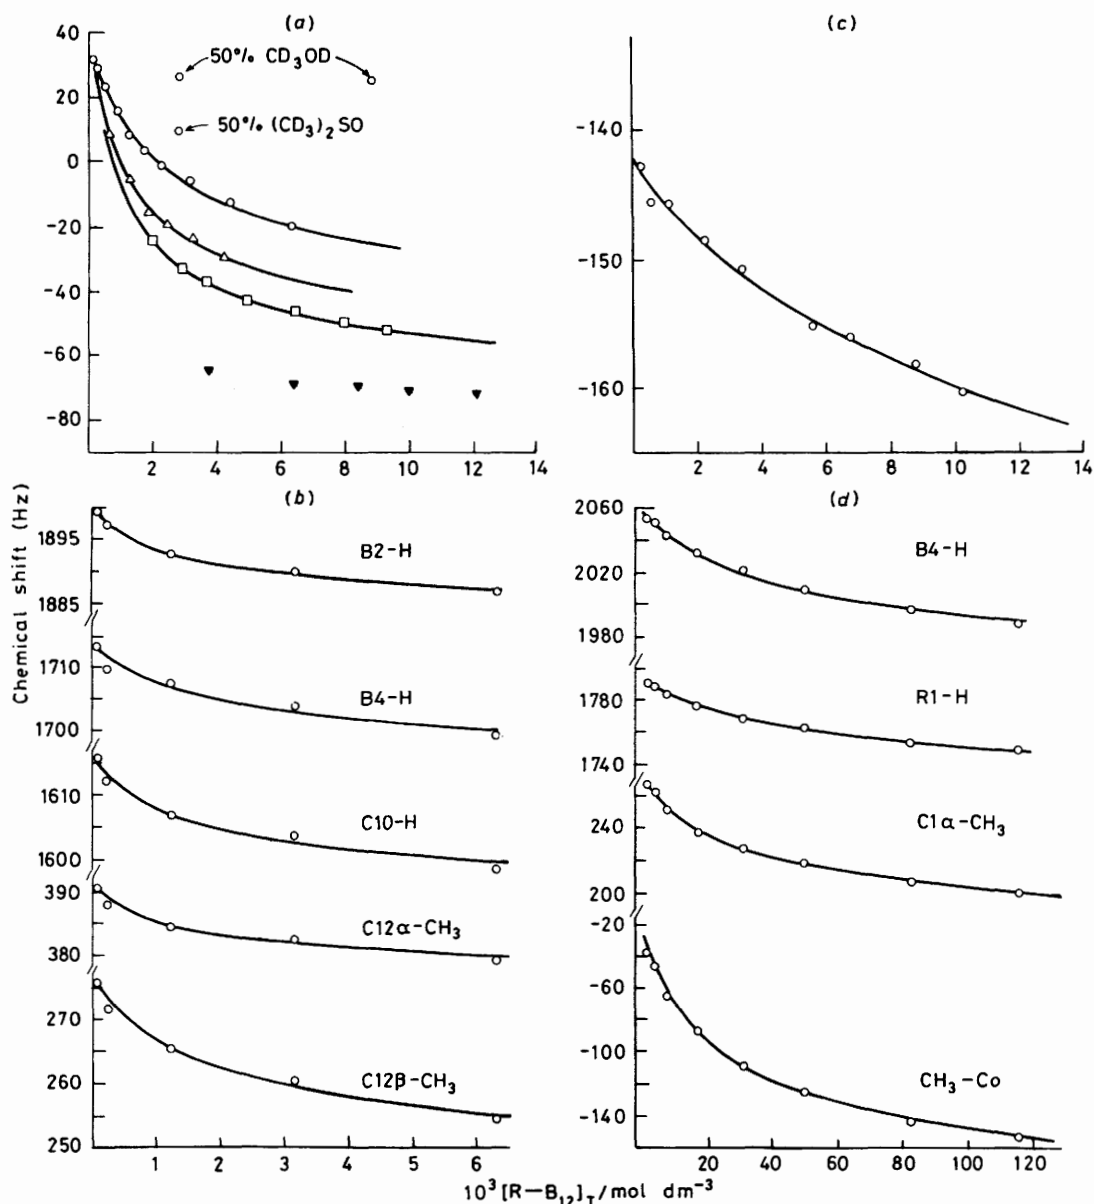 (a)
50% CD₃OD
50% (CD₃)₂SO
40
20
0
-20
-40
-60
-80
2 4 6 8 10 12 14
(c)
-140
-150
-160
2 4 6 8 10 12 14
Chemical shift (Hz)
(b)
B2-H
1895
1885
B4-H
1710
1700
C10-H
1610
1600
C12α-CH₃
390
380
C12β-CH₃
270
260
250
1 2 3 4 5 6
(d)
B4-H
2060
2020
1980
R1-H
1780
1740
C1α-CH₃
240
200
CH₃-Co
-20
-60
-100
-140
20 40 60 80 100 120
10³[R-B₁₂]ᴛ/mol dm⁻³